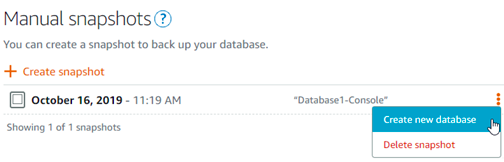 Manual snapshots ?
You can create a snapshot to back up your database.
+ Create snapshot
October 16, 2019 - 11:19 AM "Database1-Console"
Create new database
Showing 1 of 1 snapshots
Delete snapshot